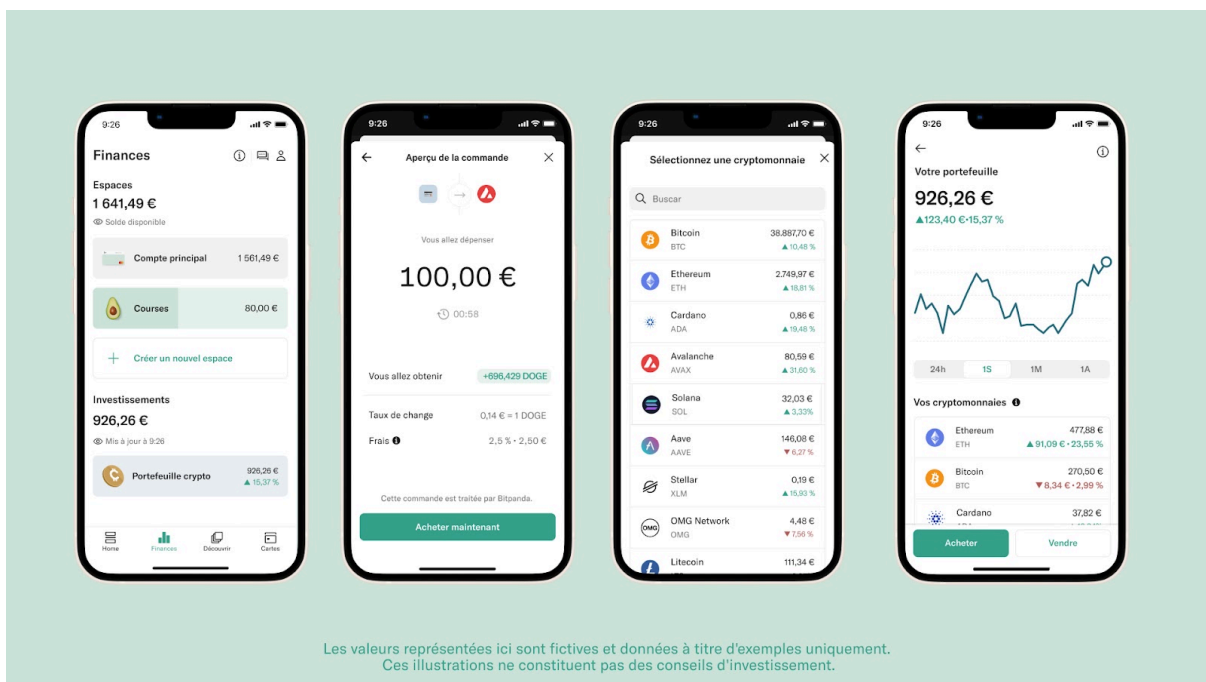 9:26
Finances
Espaces
1 641,49 €
Solde disponible
Compte principal 1 561,49 €
Courses 80,00 €
Créer un nouvel espace
Investissements
926,26 €
Mis à jour à 9:26
Portefeuille crypto 926,26 €
▲ 15,37 %
Home Finances Découvrir Cartes
9:26
Aperçu de la commande
Vous allez dépenser
100,00 €
00:58
Vous allez obtenir +696,429 DOGE
Taux de change 0,14 € = 1 DOGE
Frais 2,5 % • 2,50 €
Cette commande est traitée par Bitpanda.
Acheter maintenant
9:26
Sélectionnez une cryptomonnaie
Buscar
Bitcoin 38.887,70 €
BTC ▲ 10,48 %
Ethereum 2.749,97 €
ETH ▲ 18,81 %
Cardano 0,86 €
ADA ▲ 19,48 %
Avalanche 80,59 €
AVAX ▲ 31,60 %
Solana 32,03 €
SOL ▲ 3,33%
Aave 146,08 €
AAVE ▼ 6,27 %
Stellar 0,19 €
XLM ▲ 15,93 %
OMG Network 4,48 €
OMG ▼ 7,56 %
Litecoin 111,34 €
9:26
Votre portefeuille
926,26 €
▲123,40 €•15,37 %
24h 1S 1M 1A
Vos cryptomonnaies
Ethereum 477,88 €
ETH ▲ 91,09 € • 23,55 %
Bitcoin 270,50 €
BTC ▼ 8,34 € • 2,99 %
Cardano 37,82 €
Acheter Vendre
Les valeurs représentées ici sont fictives et données à titre d'exemples uniquement.
Ces illustrations ne constituent pas des conseils d'investissement.